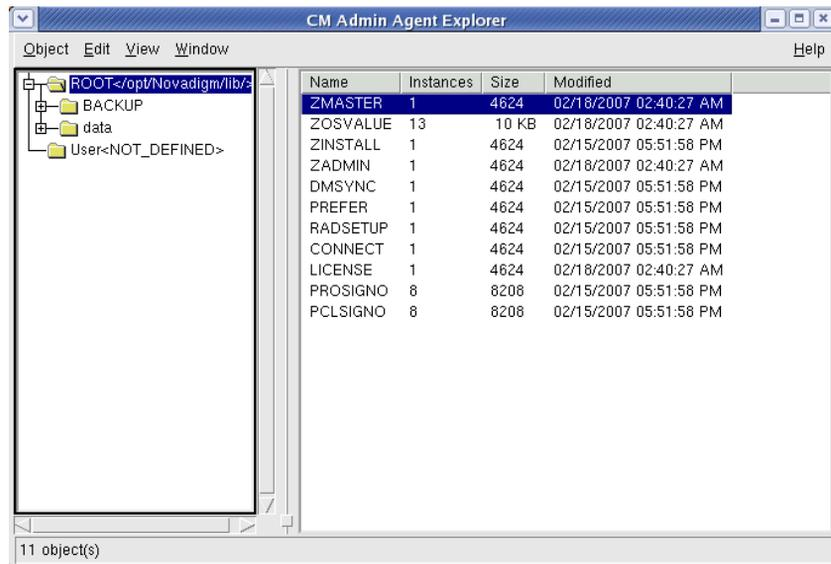 CM Admin Agent Explorer
Object Edit View Window Help
ROOT</opt/Novadigm/lib/>
BACKUP
data
User<NOT_DEFINED>
Name Instances Size Modified
ZMASTER 1 4624 02/18/2007 02:40:27 AM
ZOSVALUE 13 10 KB 02/18/2007 02:40:27 AM
ZINSTALL 1 4624 02/15/2007 05:51:58 PM
ZADMIN 1 4624 02/18/2007 02:40:27 AM
DMSYNC 1 4624 02/15/2007 05:51:58 PM
PREFER 1 4624 02/15/2007 05:51:58 PM
RADSETUP 1 4624 02/15/2007 05:51:58 PM
CONNECT 1 4624 02/15/2007 05:51:58 PM
LICENSE 1 4624 02/18/2007 02:40:27 AM
PROSIGNO 8 8208 02/15/2007 05:51:58 PM
PCLSIGNO 8 8208 02/15/2007 05:51:58 PM
11 object(s)